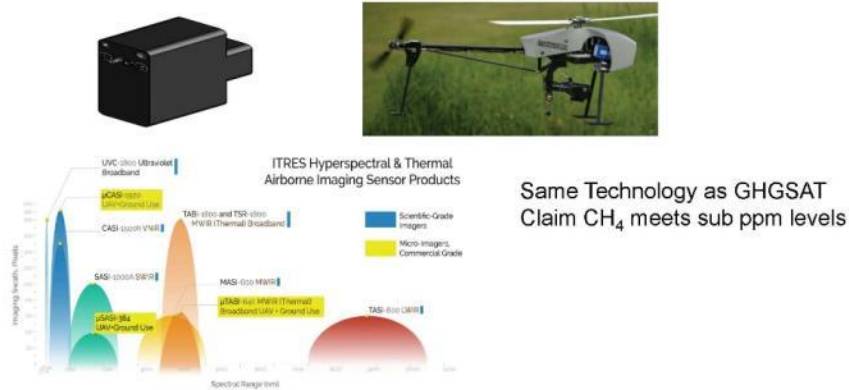 UVC-1800 Ultraviolet
Broadband
µCASI-1920
UAV+Ground Use
CASI-1920h VNIR
SASI-1000A SWIR
µSASI-384
UAV+Ground Use
ITRES Hyperspectral & Thermal
Airborne Imaging Sensor Products
TABI-1800 and TSR-1800
MWIR (Thermal) Broadband
MASI-600 MWIR
µTABI-640 MWIR (Thermal)
Broadband UAV + Ground Use
TASI-600 LWIR
Scientific-Grade
Imagers
Micro-Imagers,
Commercial Grade
Imaging Swath, Pixels
Spectral Range (nm)
Same Technology as GHGSAT
Claim CH₄ meets sub ppm levels